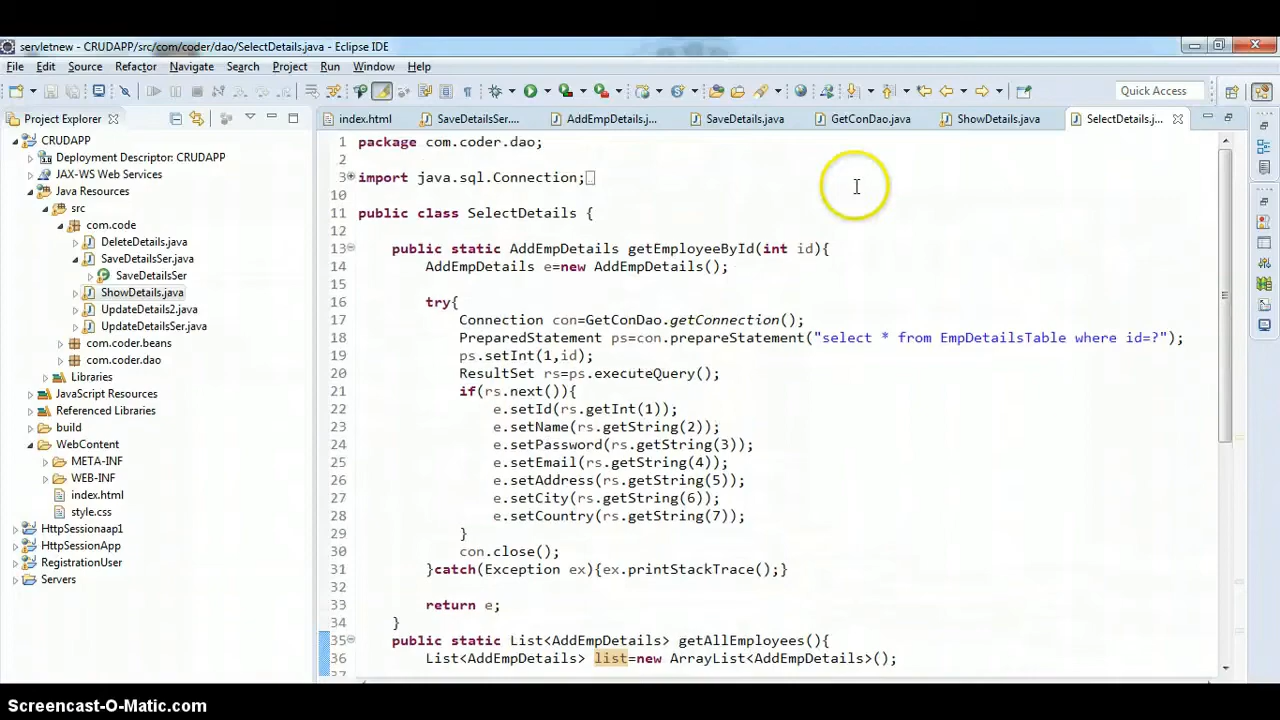 servletnew - CRUDAPP/src/com/coder/dao/SelectDetails.java - Eclipse IDE
File Edit Source Refactor Navigate Search Project Run Window Help
Quick Access
Project Explorer
index.html SaveDetailsSer.... AddEmpDetails.j... SaveDetails.java GetConDao.java ShowDetails.java SelectDetails.j...
CRUDAPP
Deployment Descriptor: CRUDAPP
JAX-WS Web Services
Java Resources
src
com.code
DeleteDetails.java
SaveDetailsSer.java
SaveDetailsSer
ShowDetails.java
UpdateDetails2.java
UpdateDetailsSer.java
com.coder.beans
com.coder.dao
Libraries
JavaScript Resources
Referenced Libraries
build
WebContent
META-INF
WEB-INF
index.html
style.css
HttpSessionaap1
HttpSessionApp
RegistrationUser
Servers
1 package com.coder.dao;
2
3 import java.sql.Connection;
10
11 public class SelectDetails {
12
13 public static AddEmpDetails getEmployeeById(int id){
14 AddEmpDetails e=new AddEmpDetails();
15
16 try{
17 Connection con=GetConDao.getConnection();
18 PreparedStatement ps=con.prepareStatement("select * from EmpDetailsTable where id=?");
19 ps.setInt(1,id);
20 ResultSet rs=ps.executeQuery();
21 if(rs.next()){
22 e.setId(rs.getInt(1));
23 e.setName(rs.getString(2));
24 e.setPassword(rs.getString(3));
25 e.setEmail(rs.getString(4));
26 e.setAddress(rs.getString(5));
27 e.setCity(rs.getString(6));
28 e.setCountry(rs.getString(7));
29 }
30 con.close();
31 }catch(Exception ex){ex.printStackTrace();}
32
33 return e;
34 }
35 public static List<AddEmpDetails> getAllEmployees(){
36 List<AddEmpDetails> list=new ArrayList<AddEmpDetails>();
Screencast-O-Matic.com